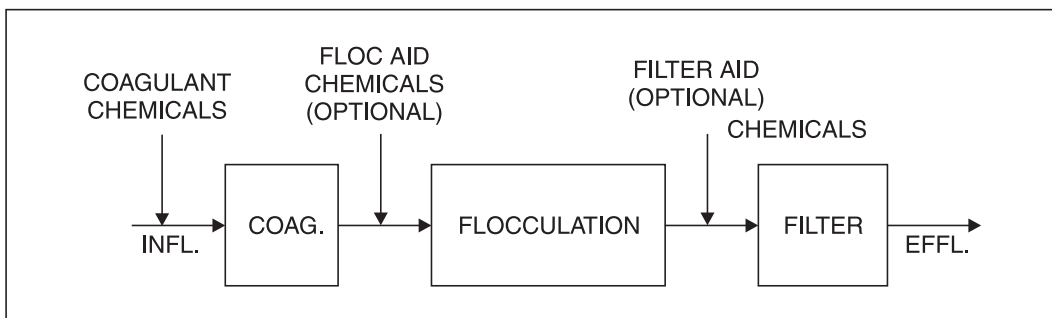 COAGULANT
CHEMICALS
FLOC AID
CHEMICALS
(OPTIONAL)
FILTER AID
(OPTIONAL)
CHEMICALS
INFL.
COAG.
FLOCCULATION
FILTER
EFFL.